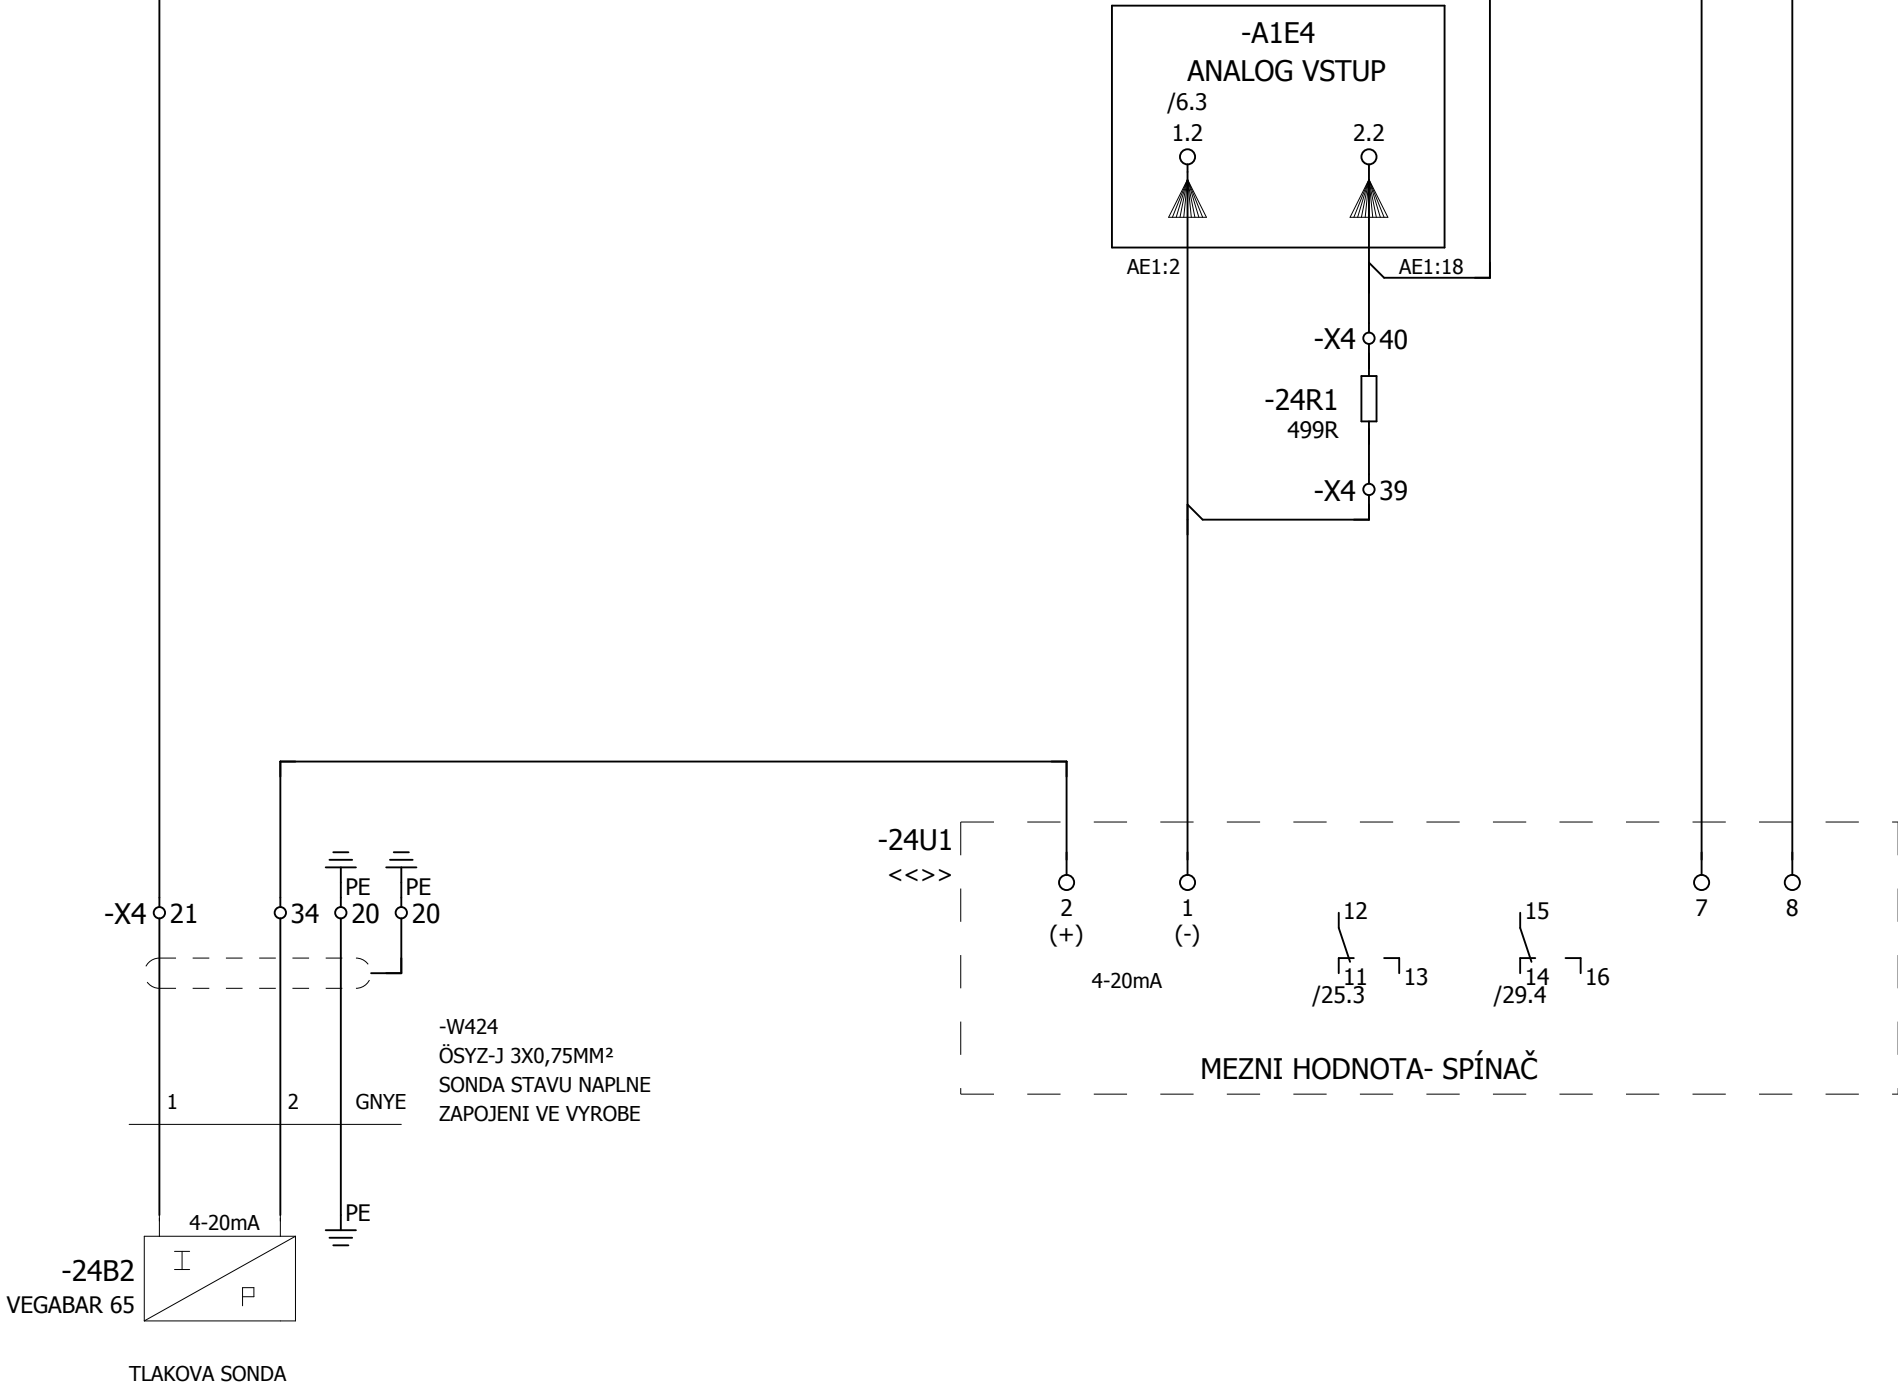 -A1E4
ANALOG VSTUP
/6.3
1.2 2.2
AE1:2 AE1:18
-X4 40
-24R1
499R
-X4 39
-24U1
<<>>
PE PE
-X4 21 34 20 20
2 1 7 8
(+) (-)
12 15
4-20mA
11 13 14 16
/25.3 /29.4
-W424
ÖSYZ-J 3X0,75MM²
SONDA STAVU NAPLNE
ZAPOJENI VE VYROBE
MEZNI HODNOTA- SPÍNAČ
1 2 GNYE
PE
4-20mA
I
P
-24B2
VEGABAR 65
TLAKOVA SONDA